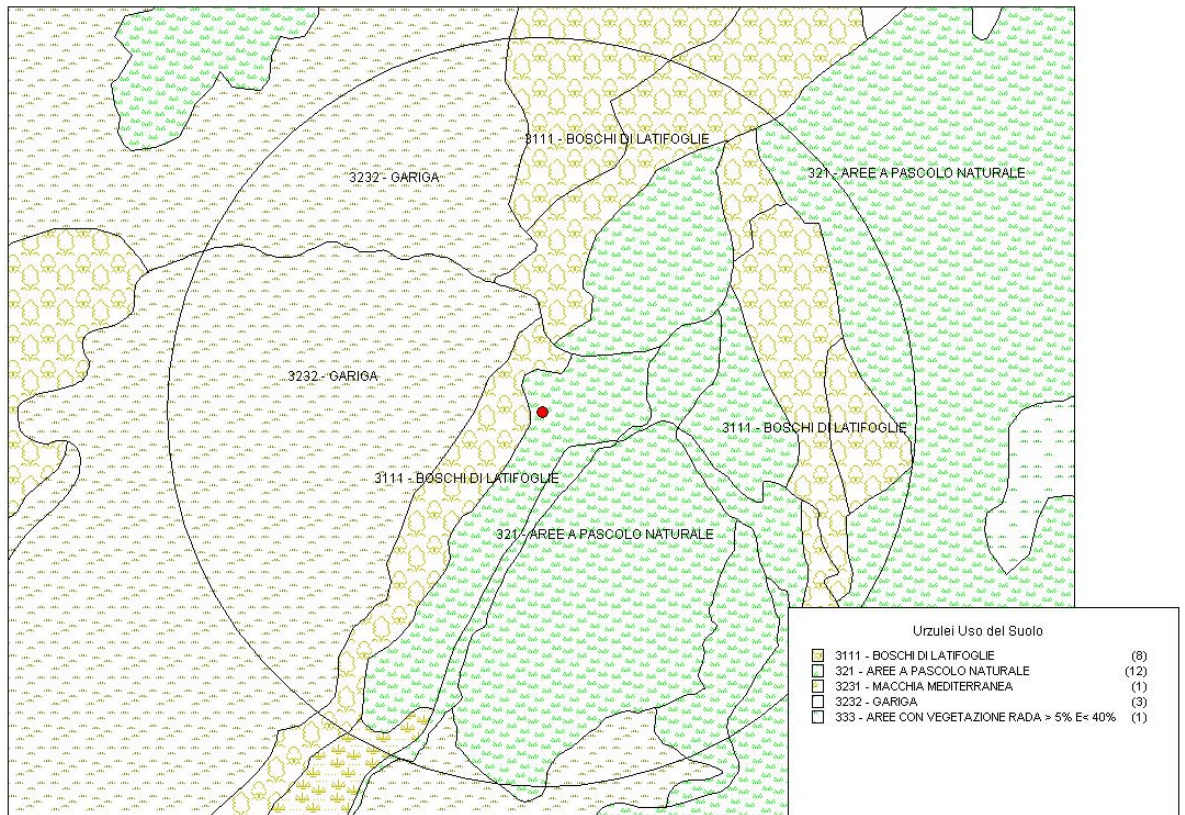 3111 - BOSCHI DI LATIFOGLIE
3232 - GARIGA
321 - AREE A PASCOLO NATURALE
3232 - GARIGA
3111 - BOSCHI DI LATIFOGLIE
3111 - BOSCHI DI LATIFOGLIE
321 - AREE A PASCOLO NATURALE
Urzulei Uso del Suolo
3111 - BOSCHI DI LATIFOGLIE (8)
321 - AREE A PASCOLO NATURALE (12)
3231 - MACCHIA MEDITERRANEA (1)
3232 - GARIGA (3)
333 - AREE CON VEGETAZIONE RADA > 5% E< 40% (1)